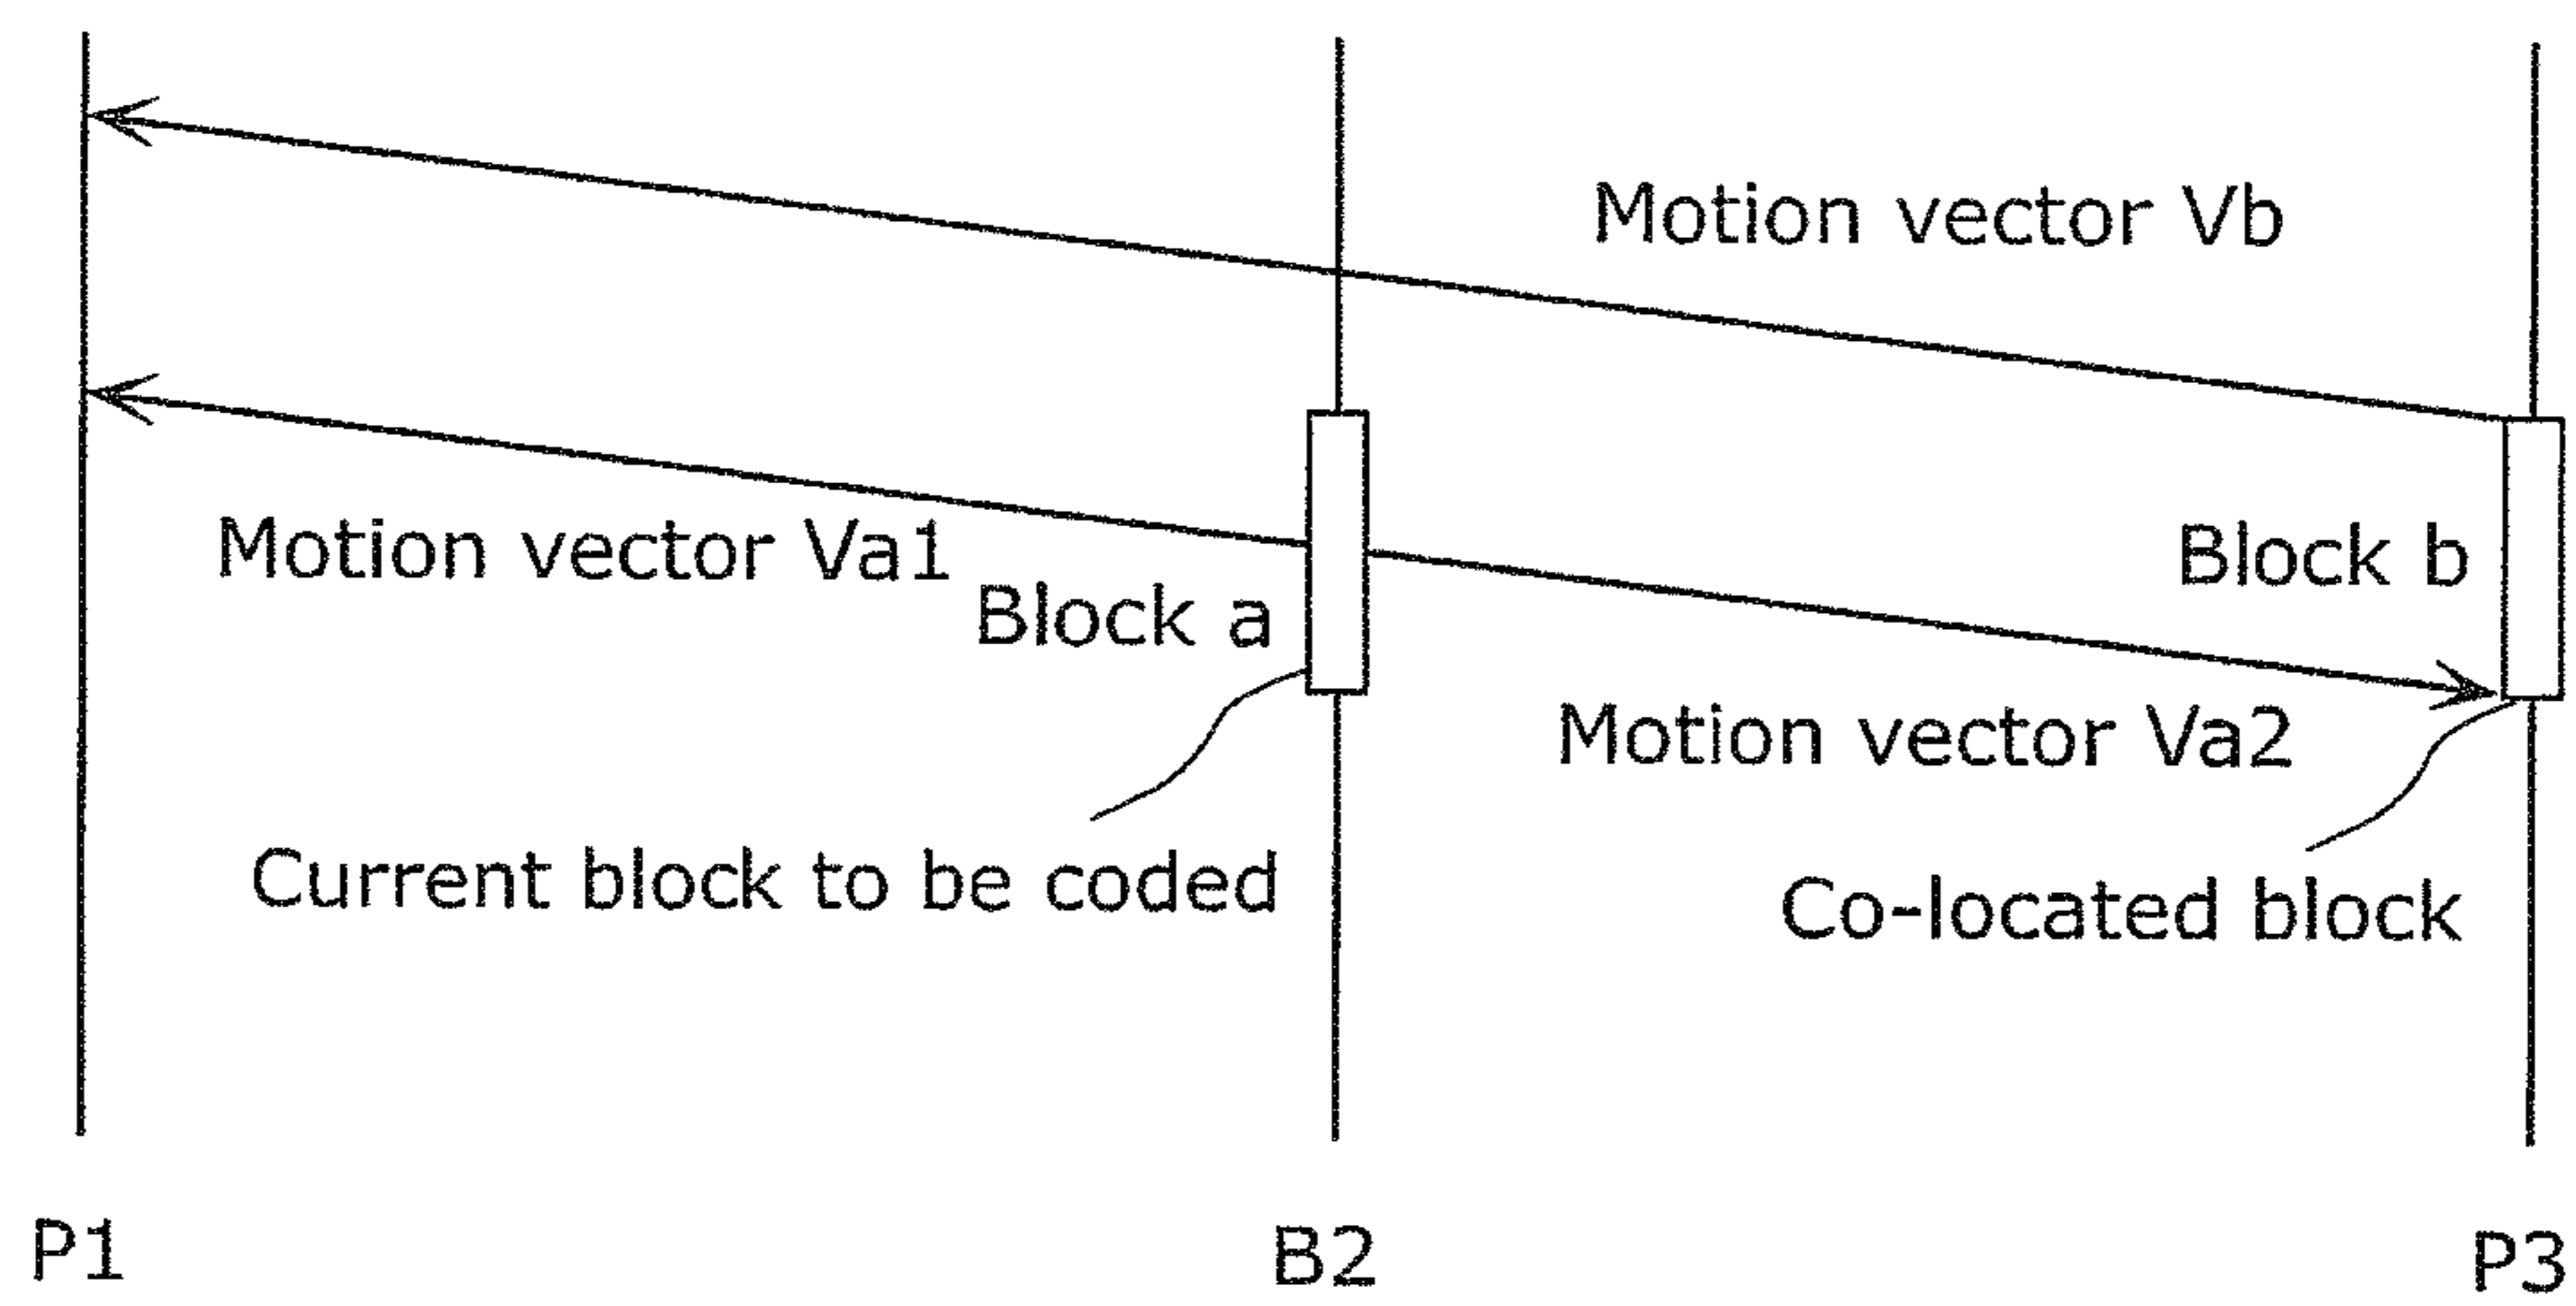 Motion vector Vb
Motion vector Va1
Block a
Block b
Motion vector Va2
Current block to be coded
Co-located block
P1
B2
P3